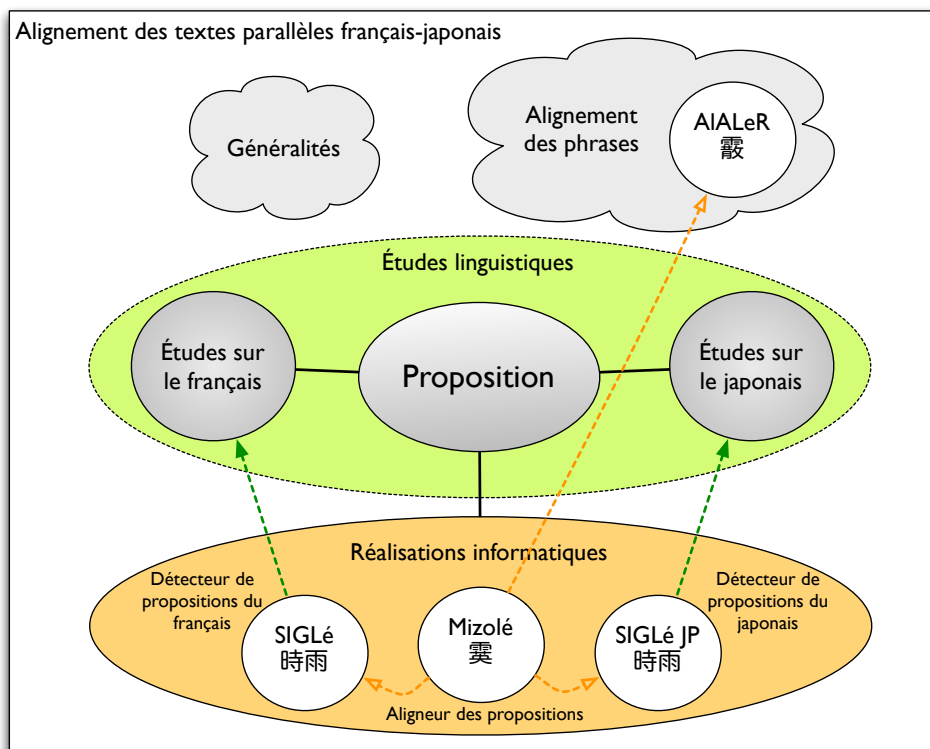 Alignement des textes parallèles français-japonais
Généralités
Alignement
des phrases
AlALeR
霰
Études linguistiques
Études sur
le français
Proposition
Études sur
le japonais
Réalisations informatiques
Détecteur de
propositions du
français
SIGLé
時雨
Mizolé
霙
SIGLé JP
時雨
Détecteur de
propositions du
japonais
Aligneur des propositions